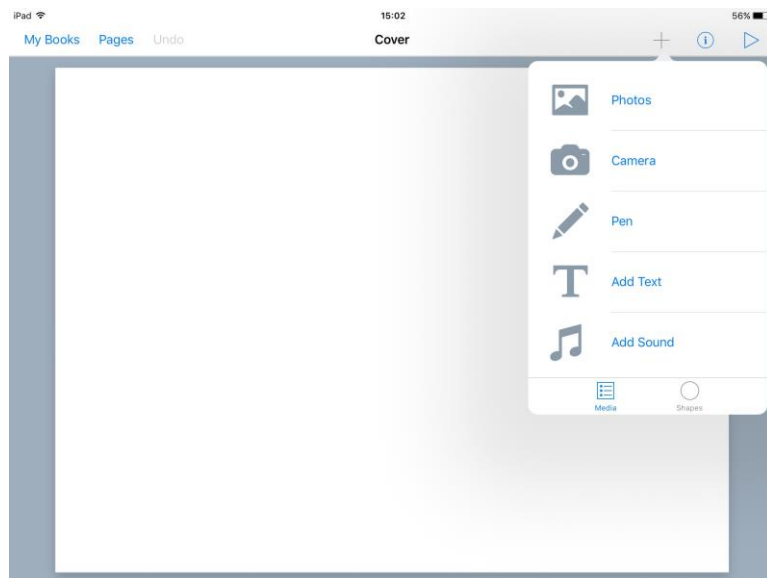 iPad 15:02 56%
My Books Pages Undo Cover
Photos
Camera
Pen
Add Text
Add Sound
Media Shapes